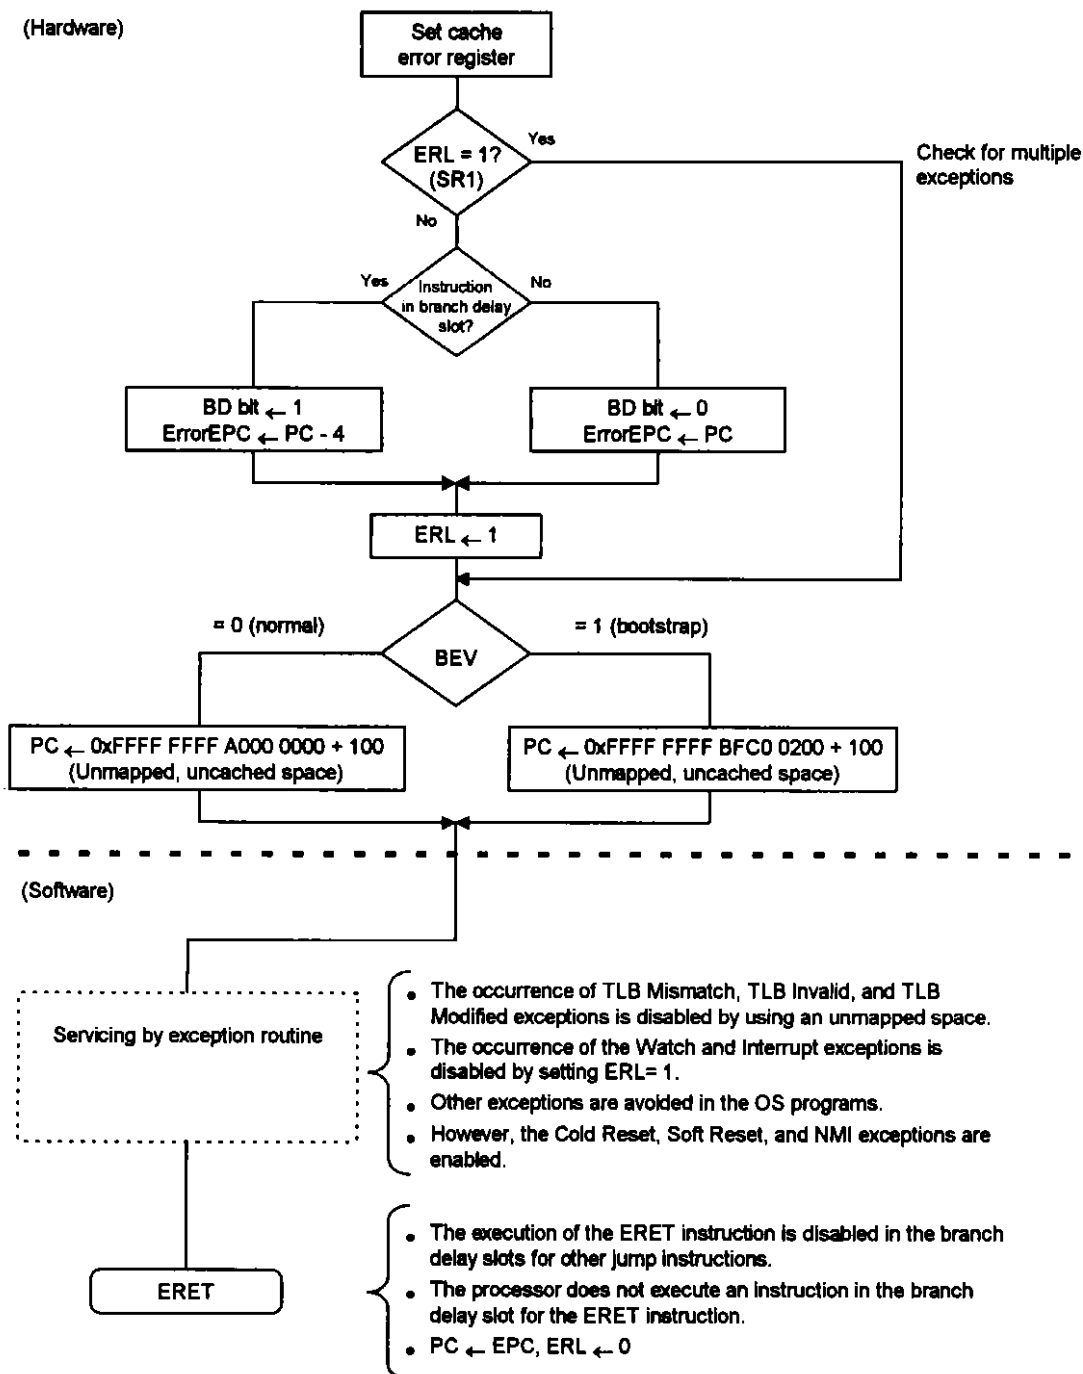 (Hardware)
Set cache
error register
ERL = 1?
(SR1)
Yes
Check for multiple
exceptions
No
Yes
Instruction
in branch delay
slot?
No
BD bit ← 1
ErrorEPC ← PC - 4
BD bit ← 0
ErrorEPC ← PC
ERL ← 1
= 0 (normal)
BEV
= 1 (bootstrap)
PC ← 0xFFFF FFFF A000 0000 + 100
(Unmapped, uncached space)
PC ← 0xFFFF FFFF BFC0 0200 + 100
(Unmapped, uncached space)
(Software)
Servicing by exception routine
• The occurrence of TLB Mismatch, TLB Invalid, and TLB
Modified exceptions is disabled by using an unmapped space.
• The occurrence of the Watch and Interrupt exceptions is
disabled by setting ERL= 1.
• Other exceptions are avoided in the OS programs.
• However, the Cold Reset, Soft Reset, and NMI exceptions are
enabled.
ERET
• The execution of the ERET instruction is disabled in the branch
delay slots for other jump instructions.
• The processor does not execute an instruction in the branch
delay slot for the ERET instruction.
• PC ← EPC, ERL ← 0